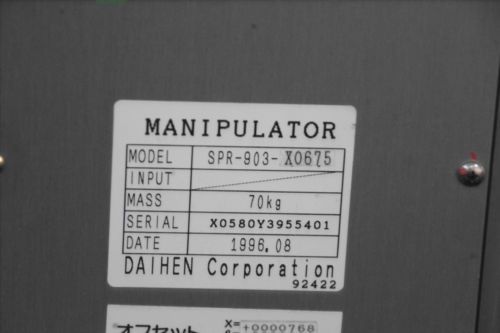 MANIPULATOR
MODEL SPR-903-X0675
INPUT
MASS 70kg
SERIAL X0580Y3955401
DATE 1996.08
DAIHEN Corporation
92422
オフセット X= +0000768